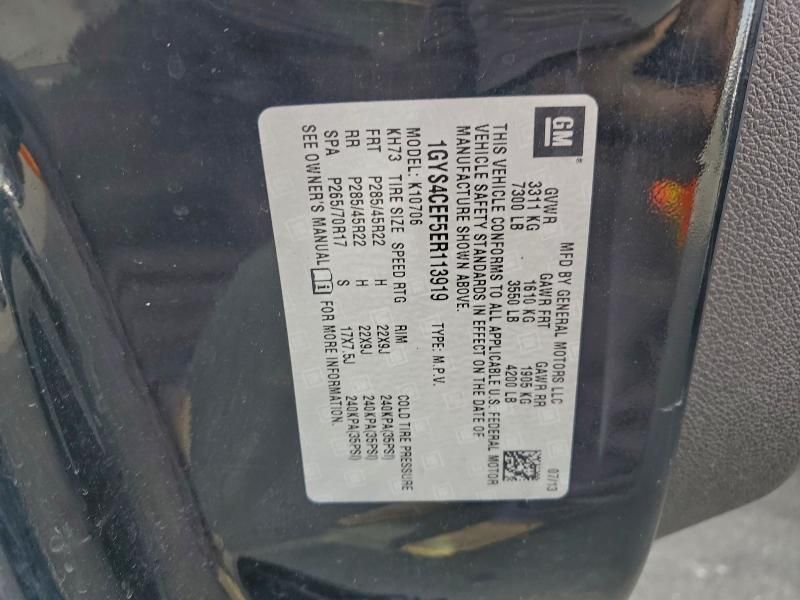 GM
MFD BY GENERAL MOTORS LLC 07/13
GVWR GAWR FRT GAWR RR
3311 KG 1610 KG 1905 KG
7300 LB 3550 LB 4200 LB
THIS VEHICLE CONFORMS TO ALL APPLICABLE U.S. FEDERAL MOTOR
VEHICLE SAFETY STANDARDS IN EFFECT ON THE DATE OF
MANUFACTURE SHOWN ABOVE.
1GYS4CEF5ER113919 TYPE: M.P.V.
MODEL: K10706
KH73 TIRE SIZE SPEED RTG RIM COLD TIRE PRESSURE
FRT P285/45R22 H 22X9J 240KPA(35PSI)
RR P285/45R22 H 22X9J 240KPA(35PSI)
SPA P265/70R17 S 17X7.5J 240KPA(35PSI)
SEE OWNER'S MANUAL i FOR MORE INFORMATION.